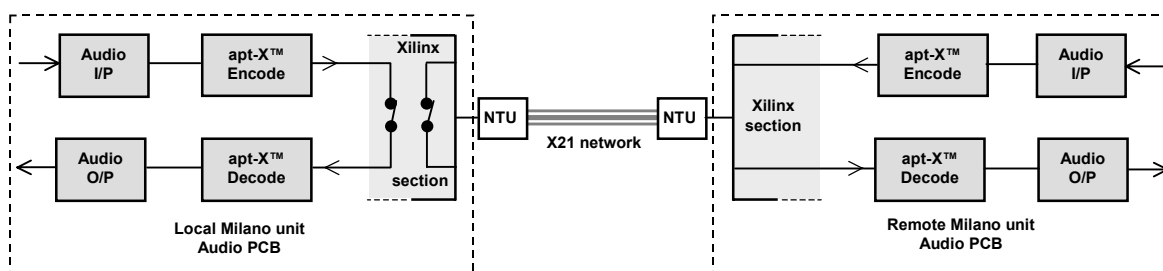 Audio
I/P
apt-X™
Encode
Xilinx
section
Audio
O/P
apt-X™
Decode
Local Milano unit
Audio PCB
NTU
X21 network
NTU
Xilinx
section
apt-X™
Encode
Audio
I/P
apt-X™
Decode
Audio
O/P
Remote Milano unit
Audio PCB